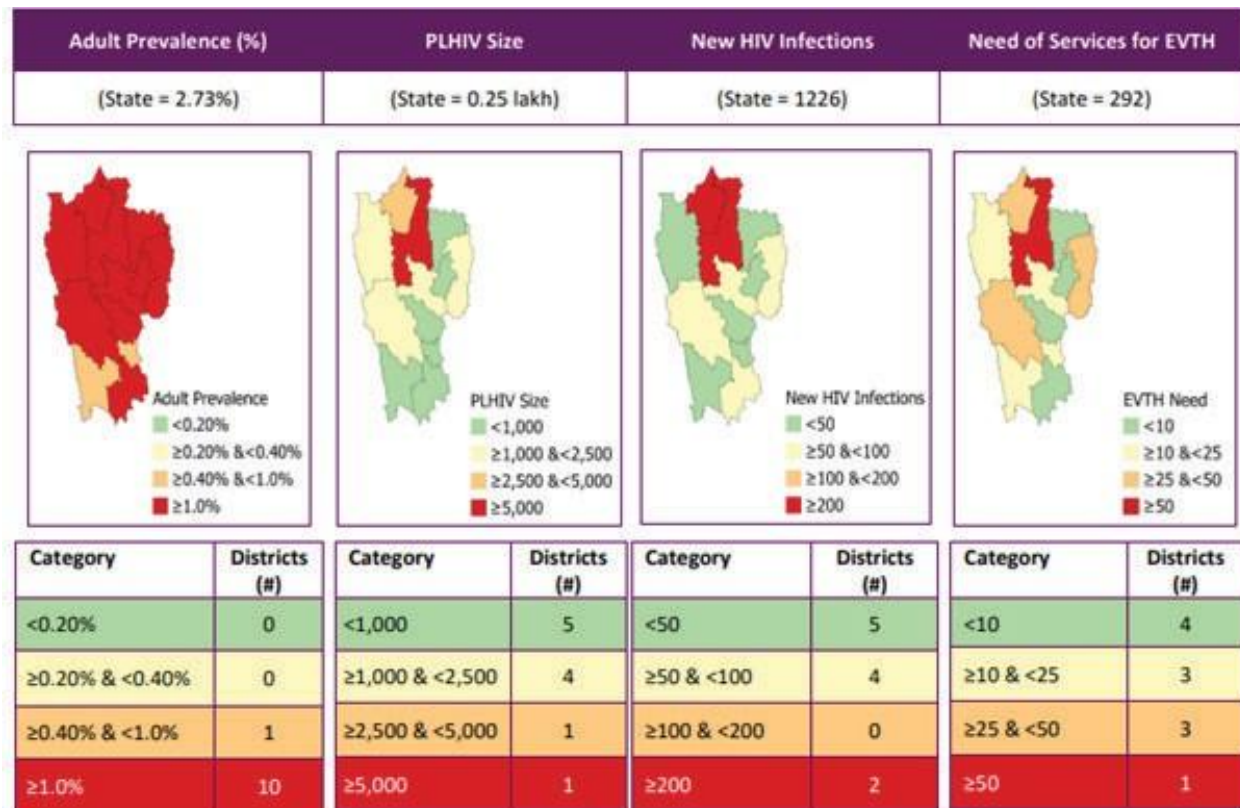 Adult Prevalence (%) PLHIV Size New HIV Infections Need of Services for EVTH
(State = 2.73%) (State = 0.25 lakh) (State = 1226) (State = 292)
Adult Prevalence
<0.20%
≥0.20% &<0.40%
≥0.40% &<1.0%
≥1.0%
PLHIV Size
<1,000
≥1,000 &<2,500
≥2,500 &<5,000
≥5,000
New HIV Infections
<50
≥50 &<100
≥100 &<200
≥200
EVTH Need
<10
≥10 &<25
≥25 &<50
≥50
Category Districts (#) Category Districts (#) Category Districts (#) Category Districts (#)
<0.20% 0 <1,000 5 <50 5 <10 4
≥0.20% & <0.40% 0 ≥1,000 & <2,500 4 ≥50 & <100 4 ≥10 & <25 3
≥0.40% & <1.0% 1 ≥2,500 & <5,000 1 ≥100 & <200 0 ≥25 & <50 3
≥1.0% 10 ≥5,000 1 ≥200 2 ≥50 1